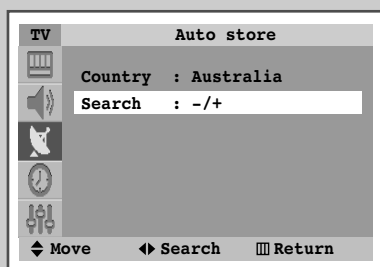 TV Auto store
Country : Australia
Search : -/+
Move Search Return